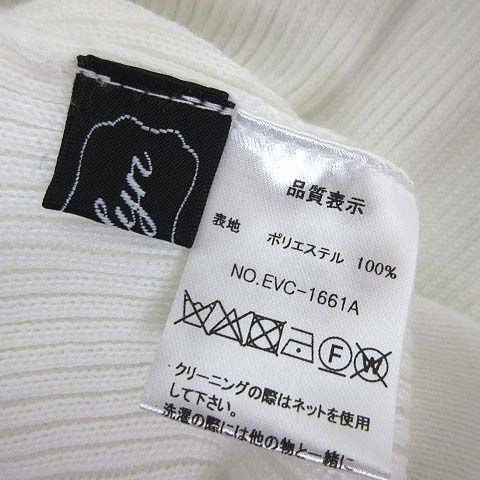 品質表示
表地 ポリエステル 100%
NO.EVC-1661A
F W
・クリーニングの際はネットを使用
して下さい。
洗濯の際には他の物と一緒に